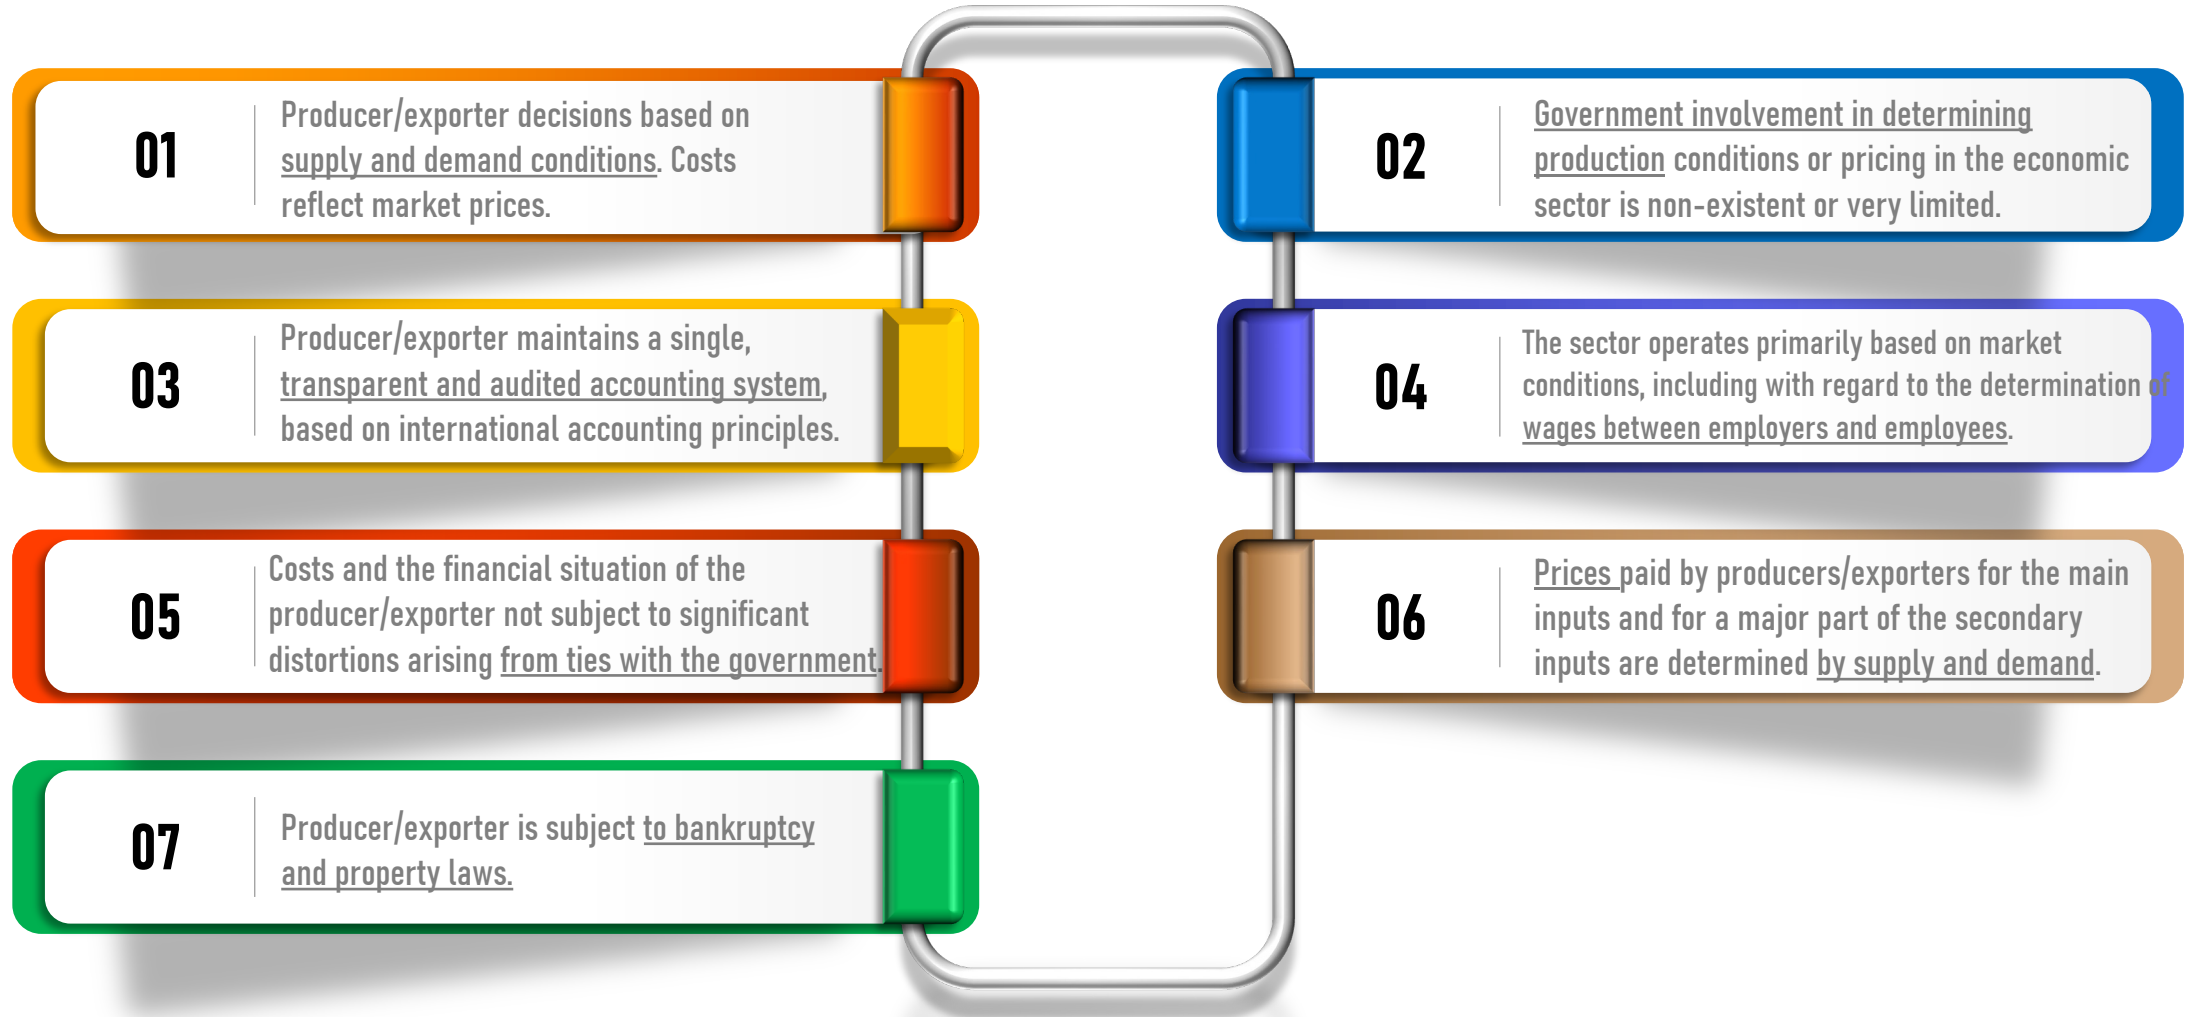 01
Producer/exporter decisions based on
supply and demand conditions. Costs
reflect market prices.
02
Government involvement in determining
production conditions or pricing in the economic
sector is non-existent or very limited.
03
Producer/exporter maintains a single,
transparent and audited accounting system,
based on international accounting principles.
04
The sector operates primarily based on market
conditions, including with regard to the determination of
wages between employers and employees.
05
Costs and the financial situation of the
producer/exporter not subject to significant
distortions arising from ties with the government.
06
Prices paid by producers/exporters for the main
inputs and for a major part of the secondary
inputs are determined by supply and demand.
07
Producer/exporter is subject to bankruptcy
and property laws.